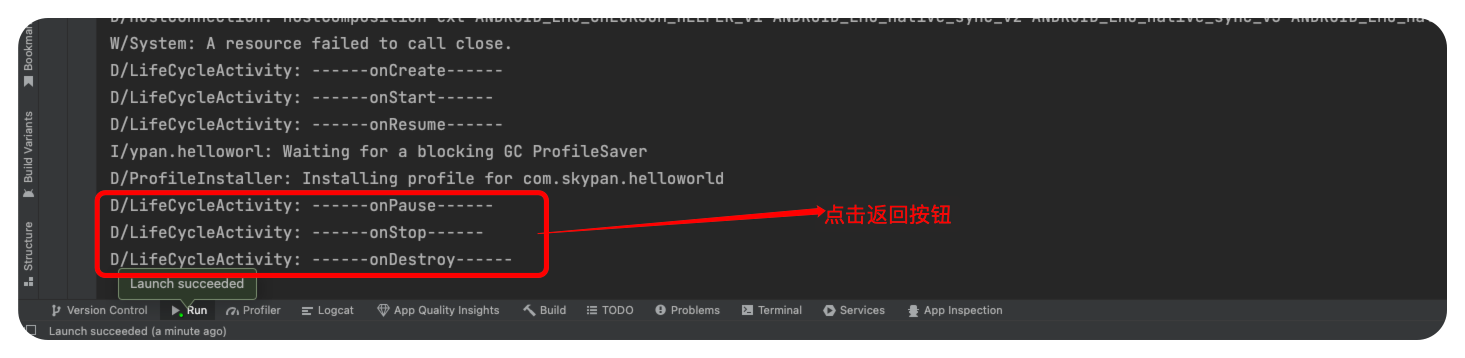 D/HostConnection: HostComposition ext ANDROID_EMU_CHECKSUM_HELPER_v1 ANDROID_EMU_native_sync_v2 ANDROID_EMU_native_sync_v3
W/System: A resource failed to call close.
D/LifeCycleActivity: ------onCreate------
D/LifeCycleActivity: ------onStart------
D/LifeCycleActivity: ------onResume------
I/ypan.helloworl: Waiting for a blocking GC ProfileSaver
D/ProfileInstaller: Installing profile for com.skypan.helloworld
D/LifeCycleActivity: ------onPause------
点击返回按钮
D/LifeCycleActivity: ------onStop------
D/LifeCycleActivity: ------onDestroy------
Launch succeeded
Bookma
Build Variants
Structure
Version Control
Run
Profiler
Logcat
App Quality Insights
Build
TODO
Problems
Terminal
Services
App Inspection
Launch succeeded (a minute ago)